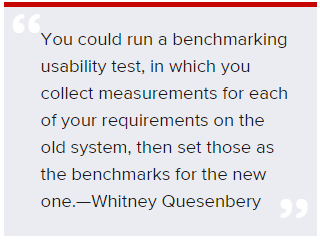 You could run a benchmarking
usability test, in which you
collect measurements for each
of your requirements on the
old system, then set those as
the benchmarks for the new
one.—Whitney Quesenbery